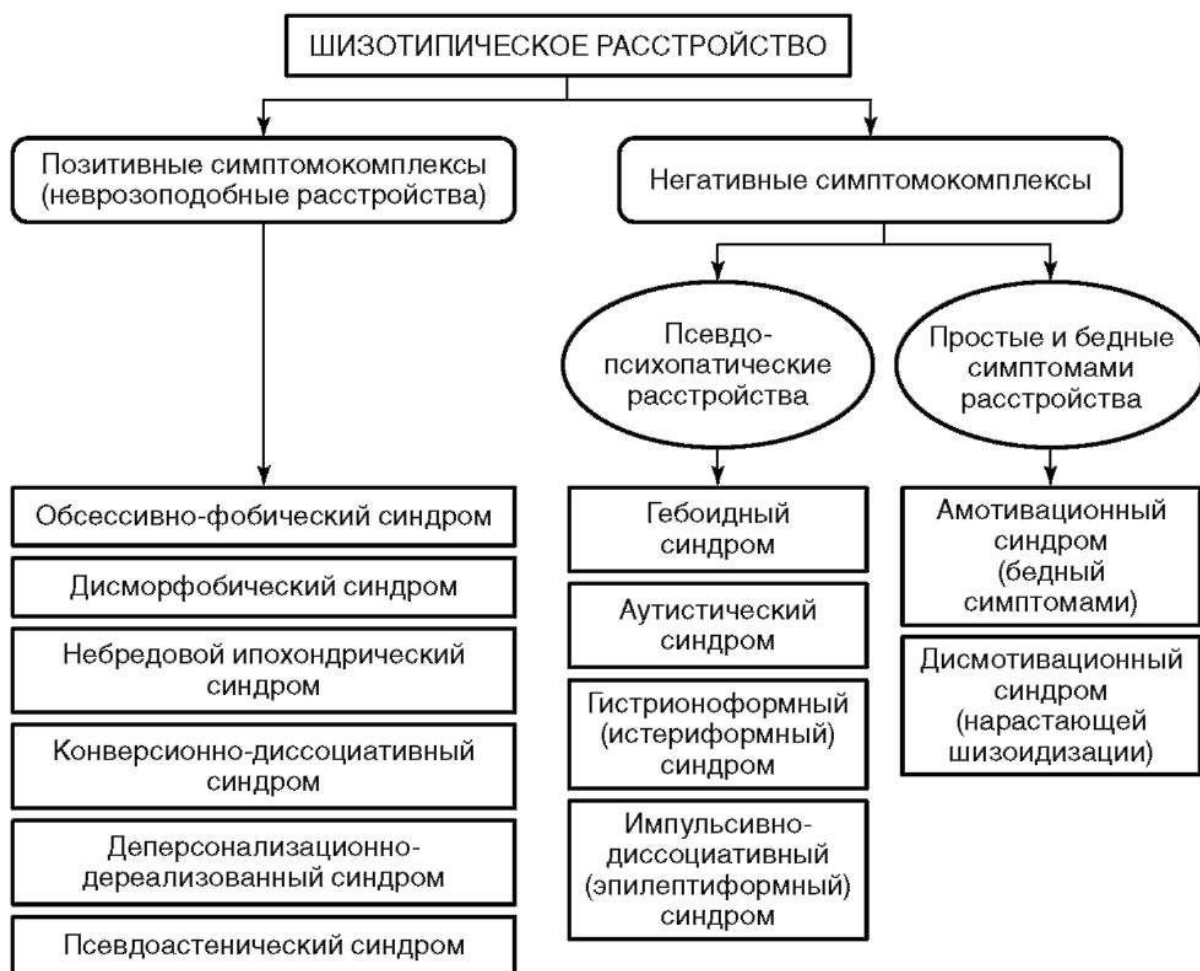 ШИЗОТИПИЧЕСКОЕ РАССТРОЙСТВО
Позитивные симптомокомплексы
(неврозоподобные расстройства)
Негативные симптомокомплексы
Псевдо-
психопатические
расстройства
Простые и бедные
симптомами
расстройства
Обсессивно-фобический синдром
Дисморфобический синдром
Небредовой ипохондрический
синдром
Конверсионно-диссоциативный
синдром
Деперсонализационно-
дереализованный синдром
Псевдоастенический синдром
Гебоидный
синдром
Аутистический
синдром
Гистрионоформный
(истериформный)
синдром
Импульсивно-
диссоциативный
(эпилептиформный)
синдром
Амотивационный
синдром
(бедный
симптомами)
Дисмотивационный
синдром
(нарастающей
шизоидизации)